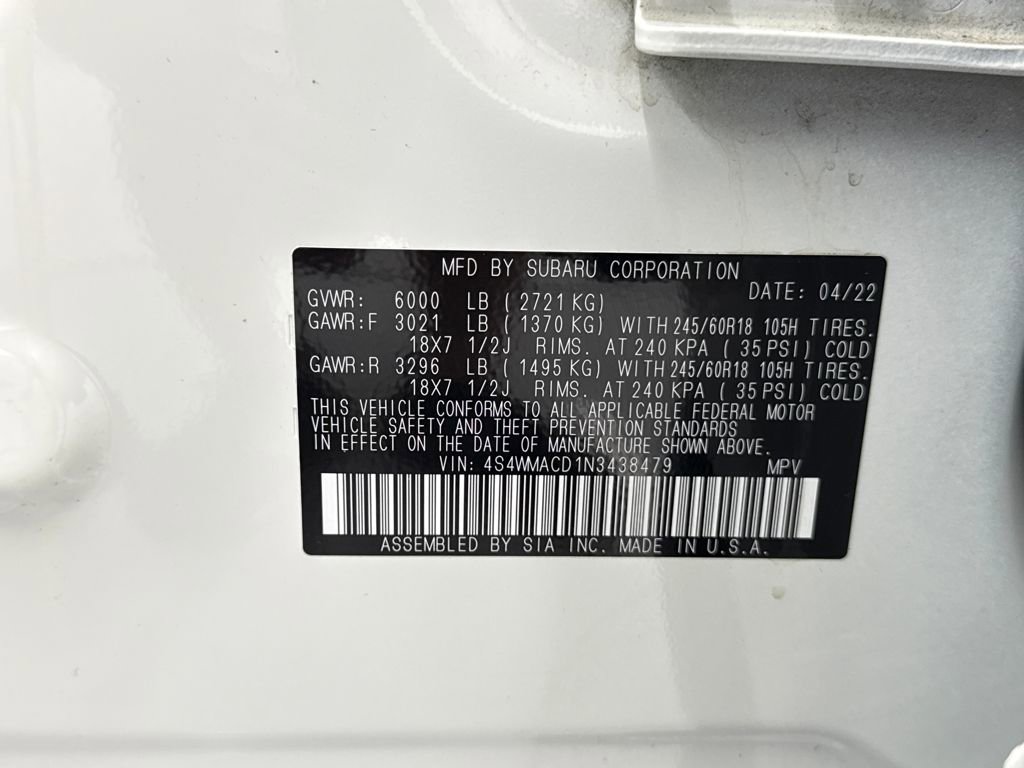 MFD BY SUBARU CORPORATION
DATE: 04/22
GVWR: 6000 LB ( 2721 KG)
GAWR:F 3021 LB ( 1370 KG) WITH 245/60R18 105H TIRES.
18X7 1/2J RIMS. AT 240 KPA ( 35 PSI) COLD
GAWR:R 3296 LB ( 1495 KG) WITH 245/60R18 105H TIRES.
18X7 1/2J RIMS. AT 240 KPA ( 35 PSI) COLD
THIS VEHICLE CONFORMS TO ALL APPLICABLE FEDERAL MOTOR
VEHICLE SAFETY AND THEFT PREVENTION STANDARDS
IN EFFECT ON THE DATE OF MANUFACTURE SHOWN ABOVE.
VIN: 4S4WMACD1N3438479 MPV
ASSEMBLED BY SIA INC. MADE IN U.S.A.